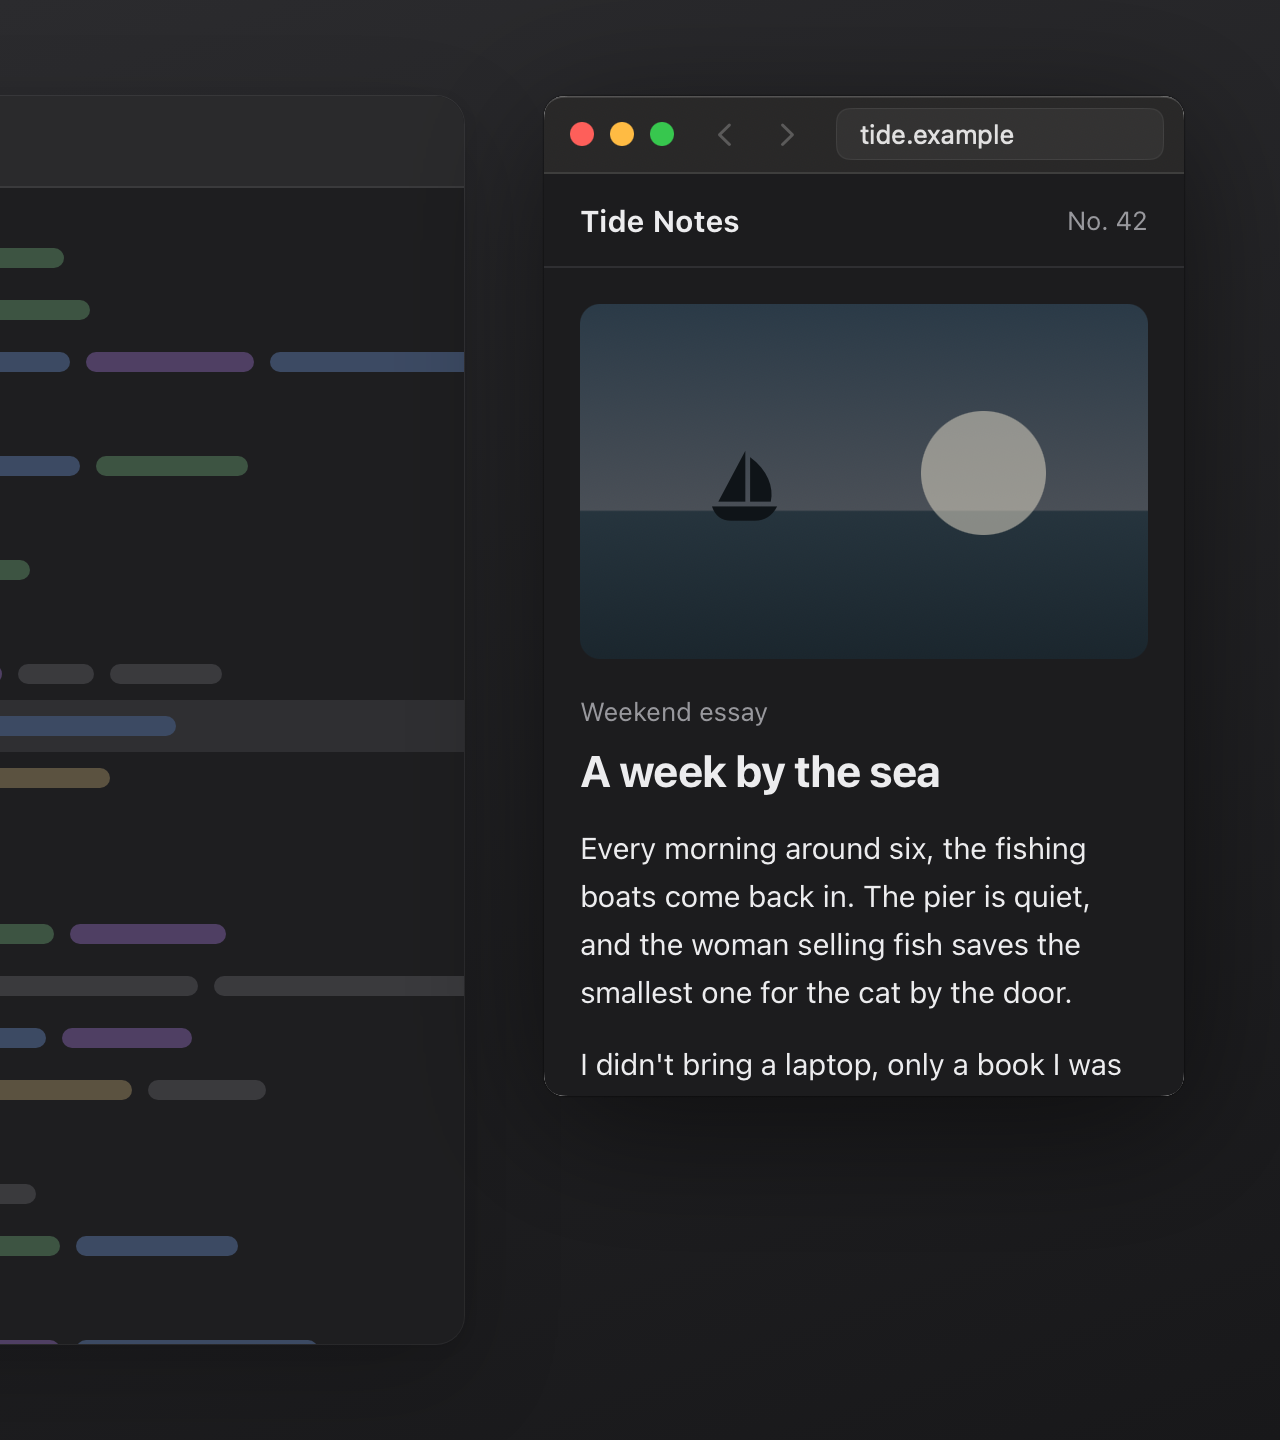 tide.example
Tide Notes
No. 42
Weekend essay
A week by the sea
Every morning around six, the fishing
boats come back in. The pier is quiet,
and the woman selling fish saves the
smallest one for the cat by the door.
I didn't bring a laptop, only a book I was